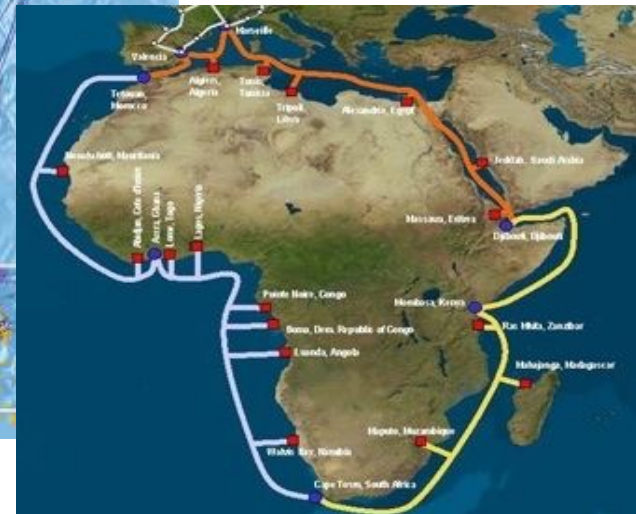 Marseille
Valencia
Tetouan,
Morocco
Algiers,
Algeria
Tunis,
Tunisia
Tripoli,
Libya
Alexandria, Egypt
Jeddah, Saudi Arabia
Nouadhibou, Mauritania
Abidjan, Cote d'Ivoire
Accra, Ghana
Lome, Togo
Lagos, Nigeria
Massawa, Eritrea
Djibouti, Djibouti
Pointe Noire, Congo
Mombasa, Kenya
Boma, Dem. Republic of Congo
Ras Mkita, Zanzibar
Luanda, Angola
Mahajanga, Madagascar
Maputo, Mozambique
Walvis Bay, Namibia
Cape Town, South Africa